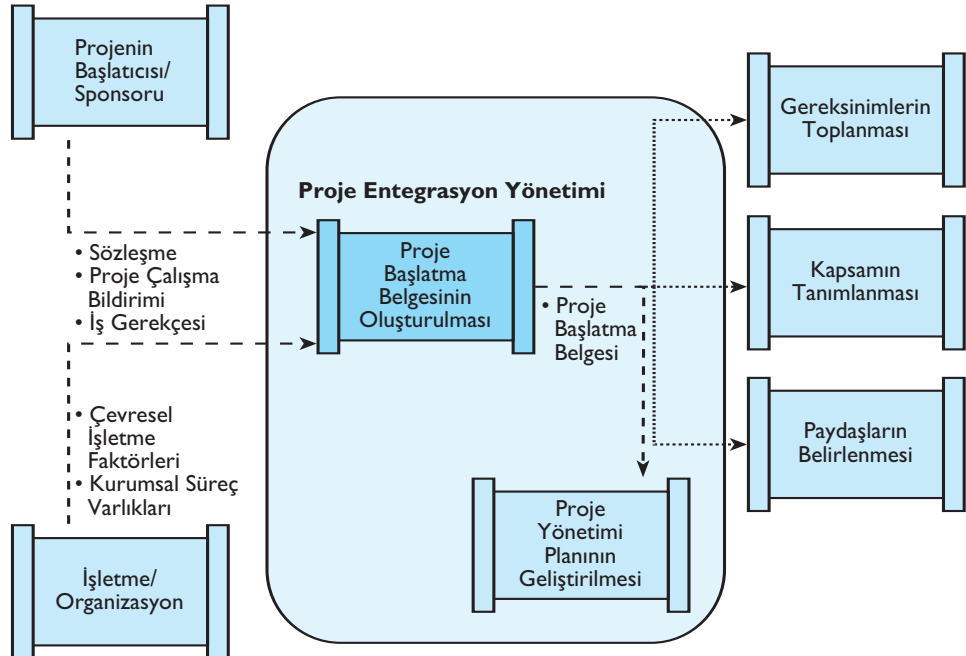 Projenin
Başlatıcısı/
Sponsoru
• Sözleşme
• Proje Çalışma
Bildirimi
• İş Gerekçesi
• Çevresel
İşletme
Faktörleri
• Kurumsal Süreç
Varlıkları
İşletme/
Organizasyon
Proje Entegrasyon Yönetimi
Proje
Başlatma
Belgesinin
Oluşturulması
• Proje
Başlatma
Belgesi
Proje
Yönetimi
Planının
Geliştirilmesi
Gereksinimlerin
Toplanması
Kapsamın
Tanımlanması
Paydaşların
Belirlenmesi